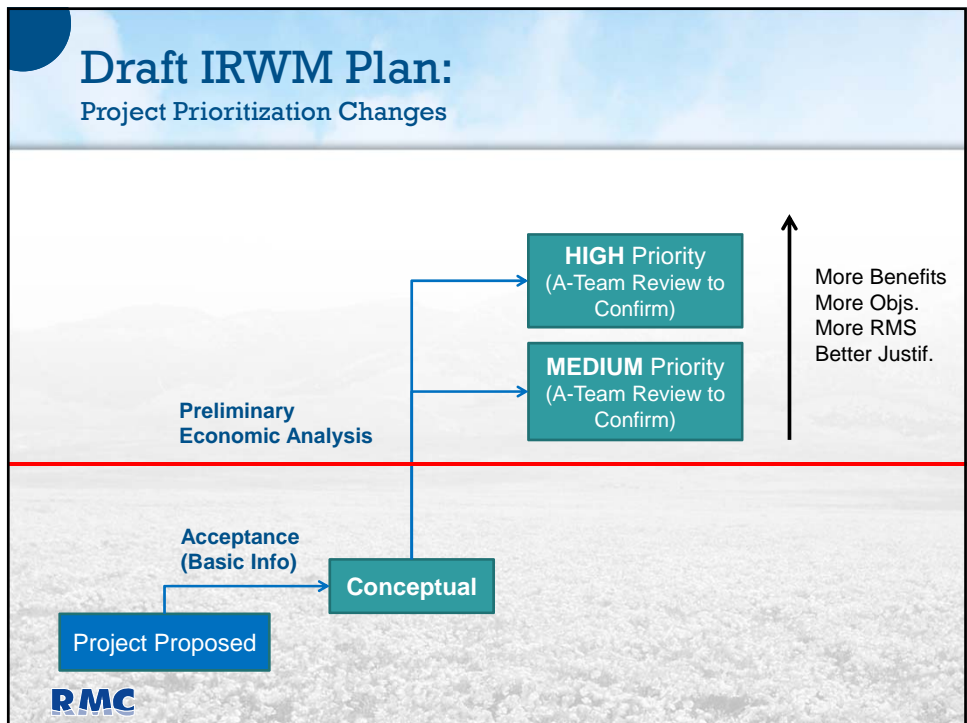 Draft IRWM Plan:
Project Prioritization Changes
HIGH Priority
(A-Team Review to
Confirm)
More Benefits
More Objs.
More RMS
Better Justif.
MEDIUM Priority
(A-Team Review to
Confirm)
Preliminary
Economic Analysis
Acceptance
(Basic Info)
Conceptual
Project Proposed
RMC